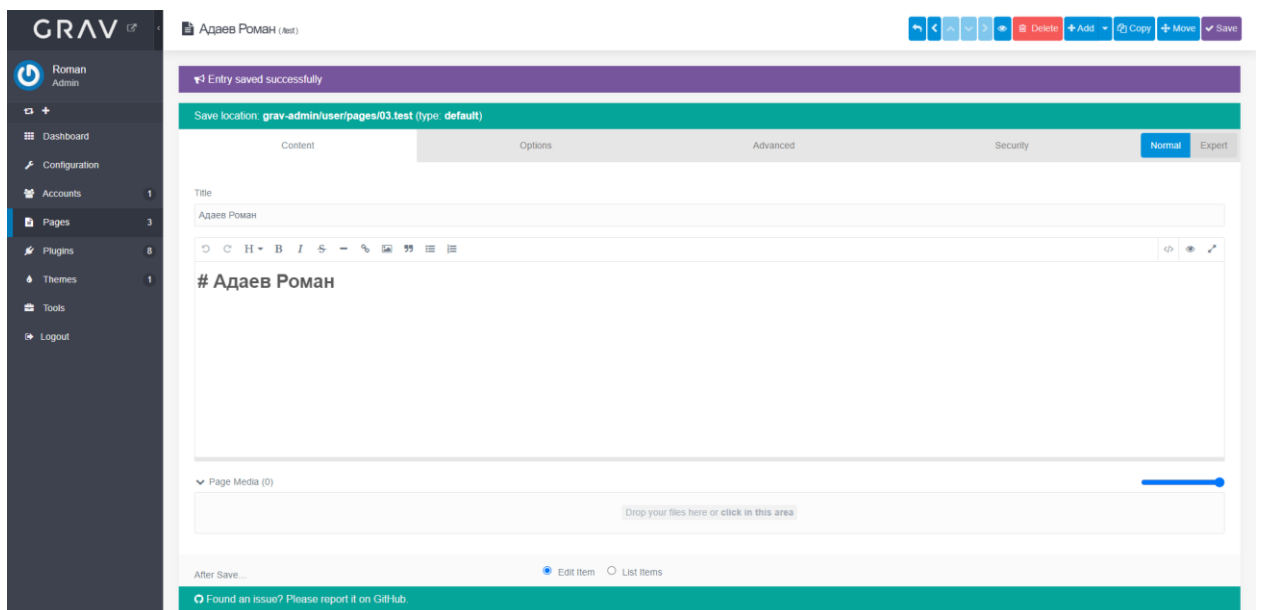 GRAV
Адаев Роман (/test)
Delete
Add
Copy
Move
Save
Roman
Admin
Entry saved successfully
Save location: grav-admin/user/pages/03.test (type: default)
Dashboard
Configuration
Accounts 1
Pages 3
Plugins 8
Themes 1
Tools
Logout
Content Options Advanced Security Normal Expert
Title
Адаев Роман
H B I S
# Адаев Роман
Page Media (0)
Drop your files here or click in this area
After Save...
Edit Item List Items
Found an issue? Please report it on GitHub.